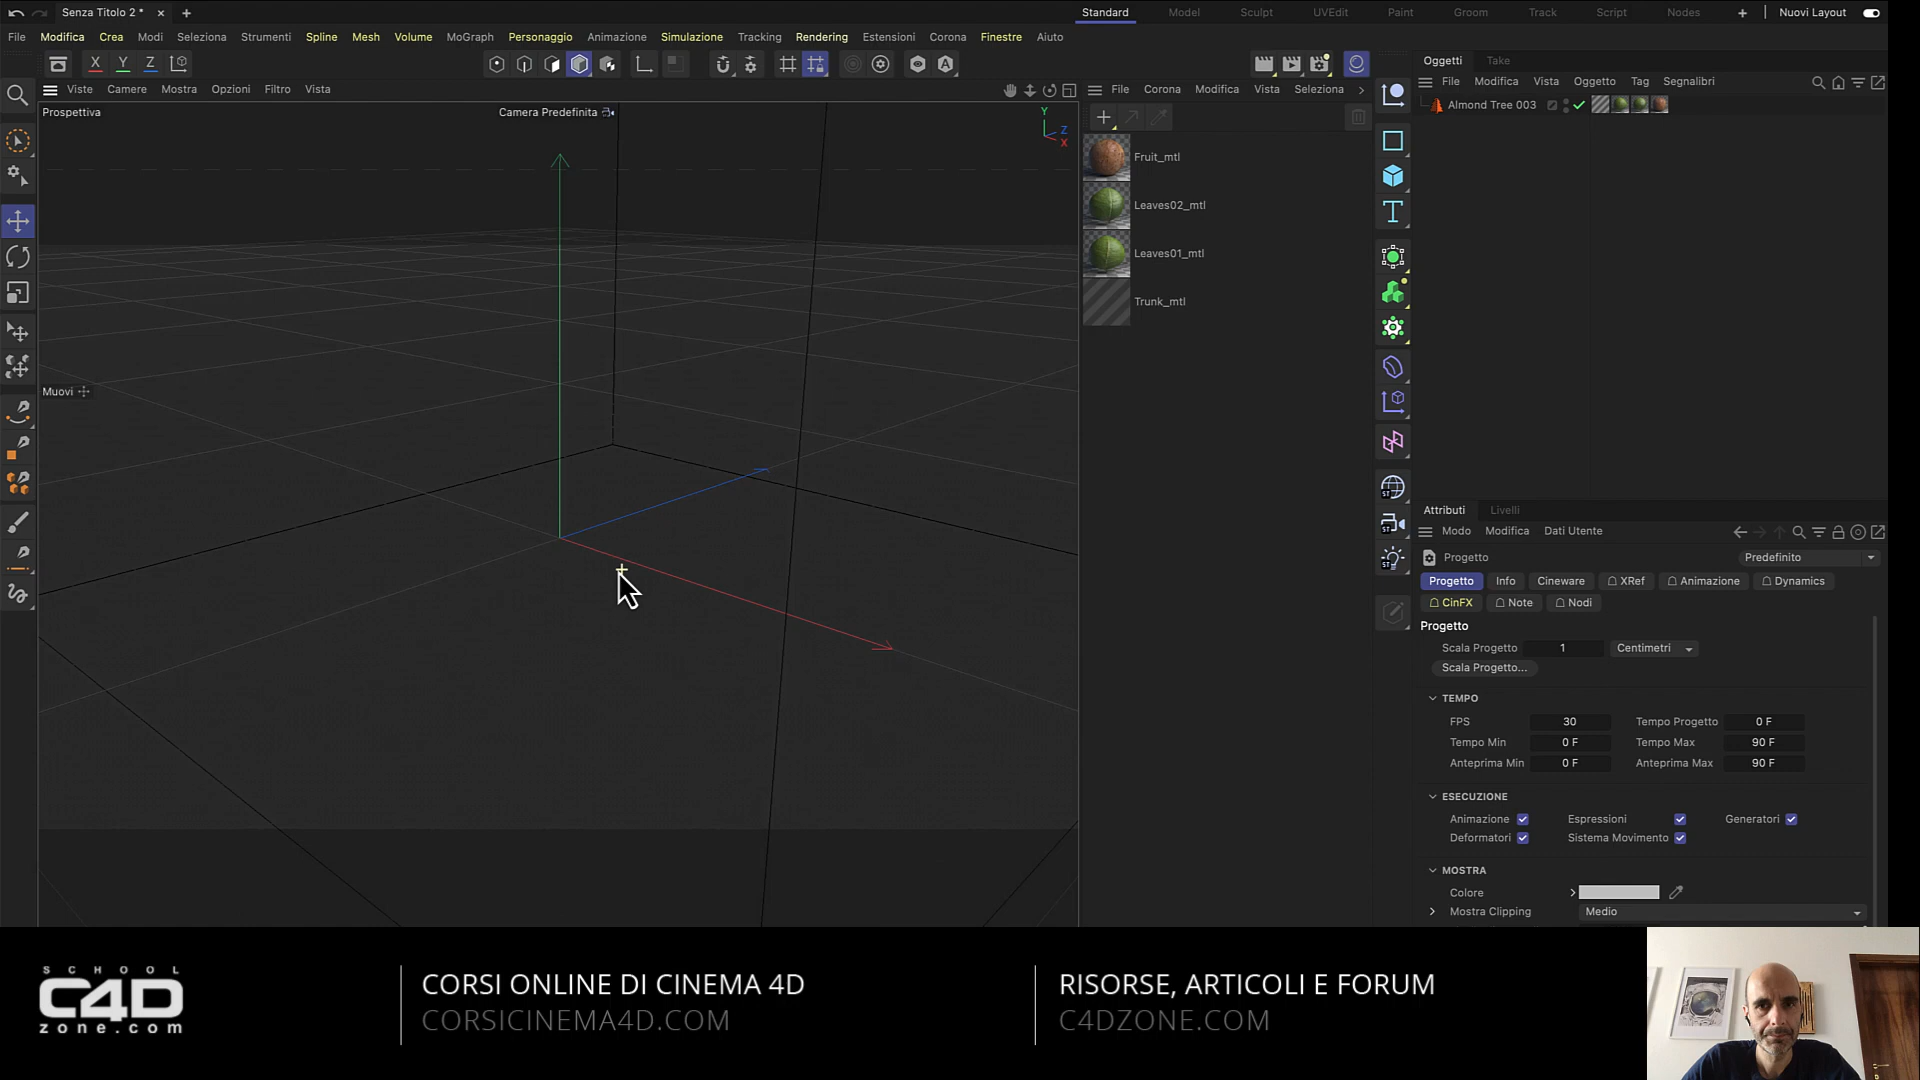 Senza Titolo 2 *
Standard
Model
Sculpt
UVEdit
Paint
Groom
Track
Script
Nodes
Nuovi Layout
File
Modifica
Crea
Modi
Seleziona
Strumenti
Spline
Mesh
Volume
MoGraph
Personaggio
Animazione
Simulazione
Tracking
Rendering
Estensioni
Corona
Finestre
Aiuto
X
Y
Z
Viste
Camere
Mostra
Opzioni
Filtro
Vista
Prospettiva
Camera Predefinita
Y
Z
X
Muovi
File
Corona
Modifica
Vista
Seleziona
Fruit_mtl
Leaves02_mtl
Leaves01_mtl
Trunk_mtl
ST
ST
ST
Oggetti
Take
File
Modifica
Vista
Oggetto
Tag
Segnalibri
Almond Tree 003
Attributi
Livelli
Modo
Modifica
Dati Utente
Progetto
Predefinito
Progetto
Info
Cineware
XRef
Animazione
Dynamics
CinFX
Note
Nodi
Progetto
Scala Progetto
1
Centimetri
Scala Progetto...
TEMPO
FPS
30
Tempo Progetto
0 F
Tempo Min
0 F
Tempo Max
90 F
Anteprima Min
0 F
Anteprima Max
90 F
ESECUZIONE
Animazione
Espressioni
Generatori
Deformatori
Sistema Movimento
MOSTRA
Colore
Mostra Clipping
Medio
SCHOOL
C4D
zone.com
CORSI ONLINE DI CINEMA 4D
CORSICINEMA4D.COM
RISORSE, ARTICOLI E FORUM
C4DZONE.COM